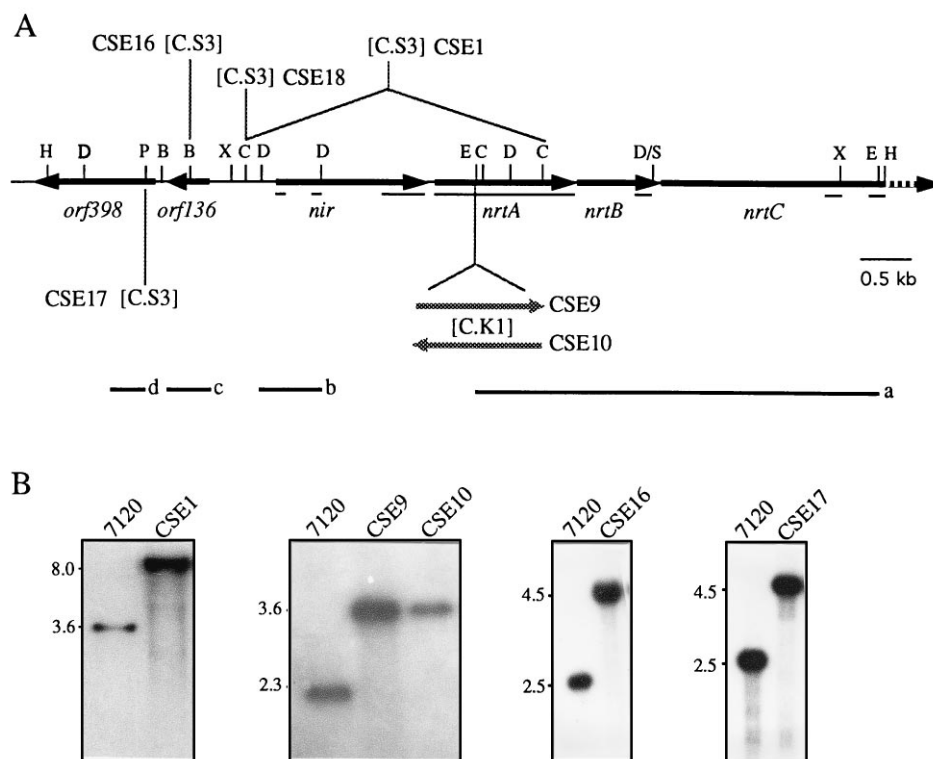 A
CSE16 [C.S3]
[C.S3] CSE18
[C.S3] CSE1
H D P B B X C D D E C D C D/S X E H
orf398 orf136 nir nrtA nrtB nrtC
0.5 kb
CSE17 [C.S3]
CSE9
[C.K1]
CSE10
d c b a
B
7120 CSE1
8.0
3.6
7120 CSE9 CSE10
3.6
2.3
7120 CSE16
4.5
2.5
7120 CSE17
4.5
2.5